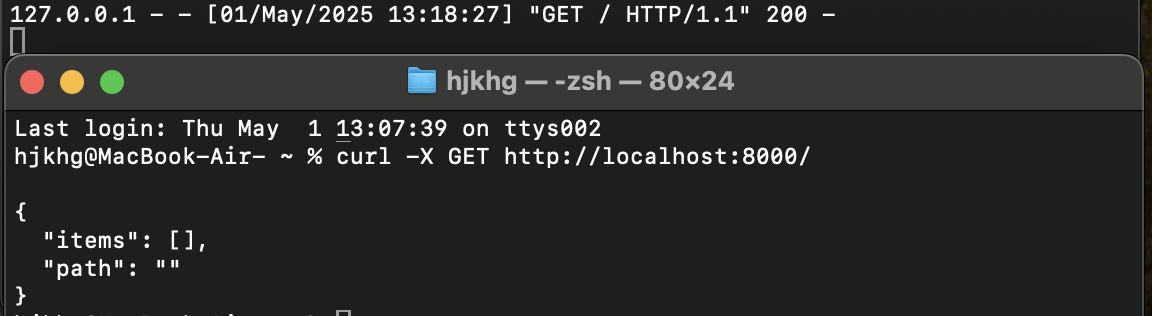 127.0.0.1 - - [01/May/2025 13:18:27] "GET / HTTP/1.1" 200 -
hjkhg — -zsh — 80×24
Last login: Thu May  1 13:07:39 on ttys002
hjkhg@MacBook-Air- ~ % curl -X GET http://localhost:8000/
{
  "items": [],
  "path": ""
}